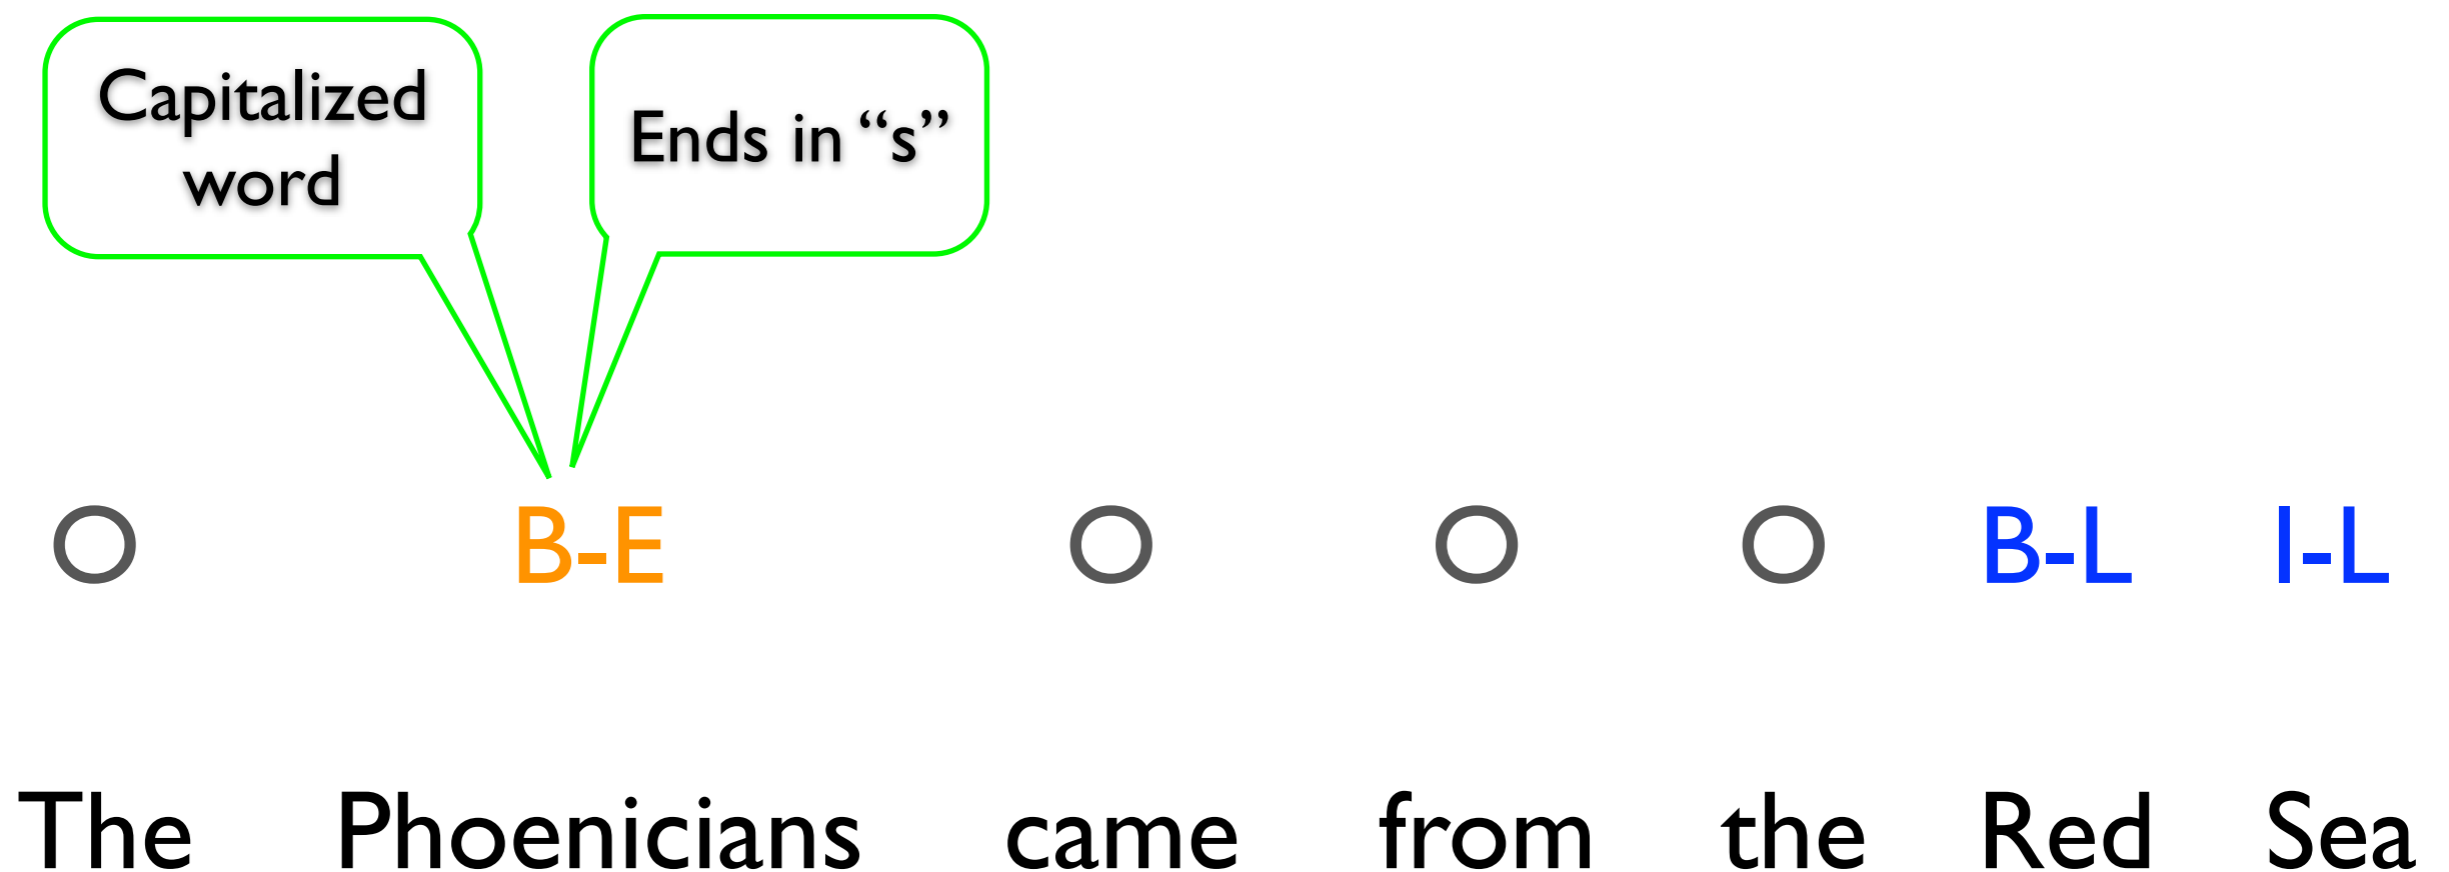 Capitalized
word
Ends in “s”
O B-E O O O B-L I-L
The Phoenicians came from the Red Sea